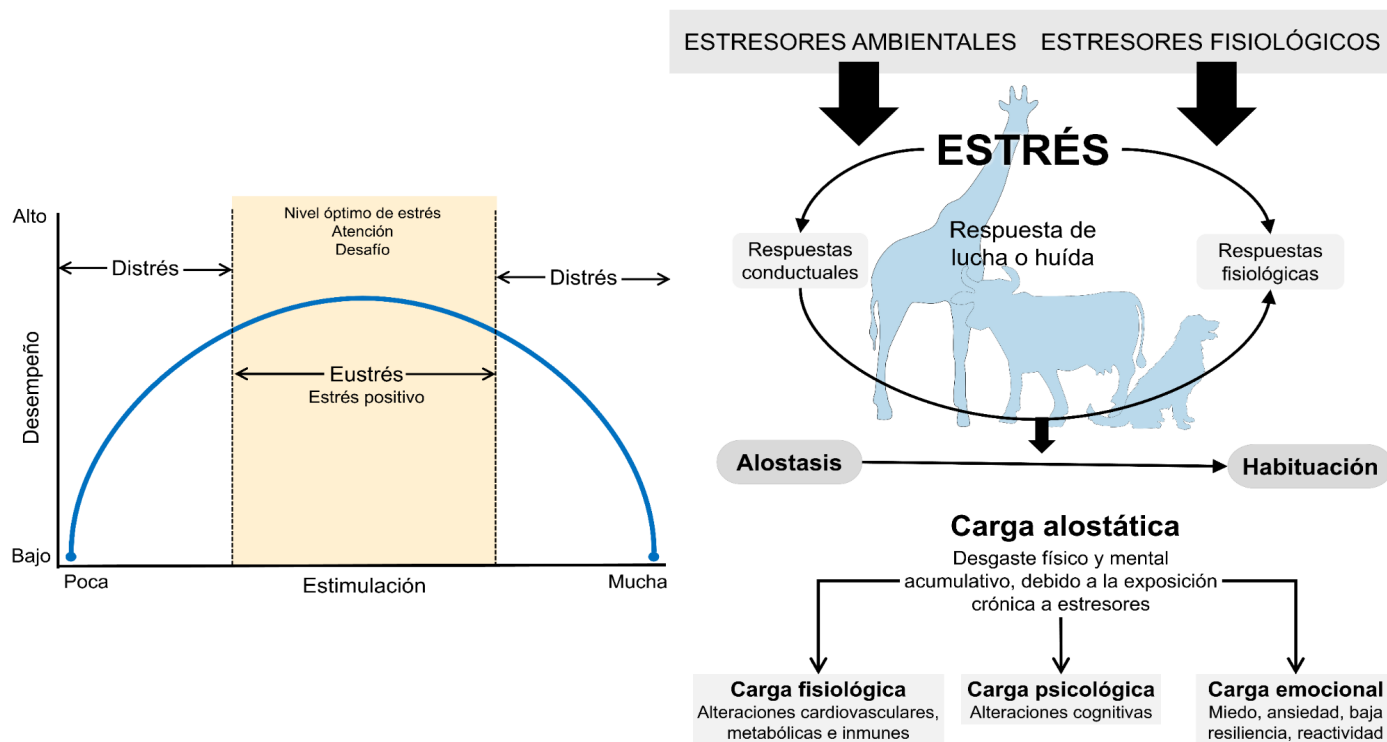 Alto
Nivel óptimo de estrés
Atención
Desafío
Distrés
Distrés
Desempeño
Eustrés
Estrés positivo
Bajo
Poca
Estimulación
Mucha
ESTRESORES AMBIENTALES
ESTRESORES FISIOLÓGICOS
ESTRÉS
Respuestas
conductuales
Respuesta de
lucha o huída
Respuestas
fisiológicas
Alostasis
Habituación
Carga alostática
Desgaste físico y mental
acumulativo, debido a la exposición
crónica a estresores
Carga fisiológica
Alteraciones cardiovasculares,
metabólicas e inmunes
Carga psicológica
Alteraciones cognitivas
Carga emocional
Miedo, ansiedad, baja
resiliencia, reactividad